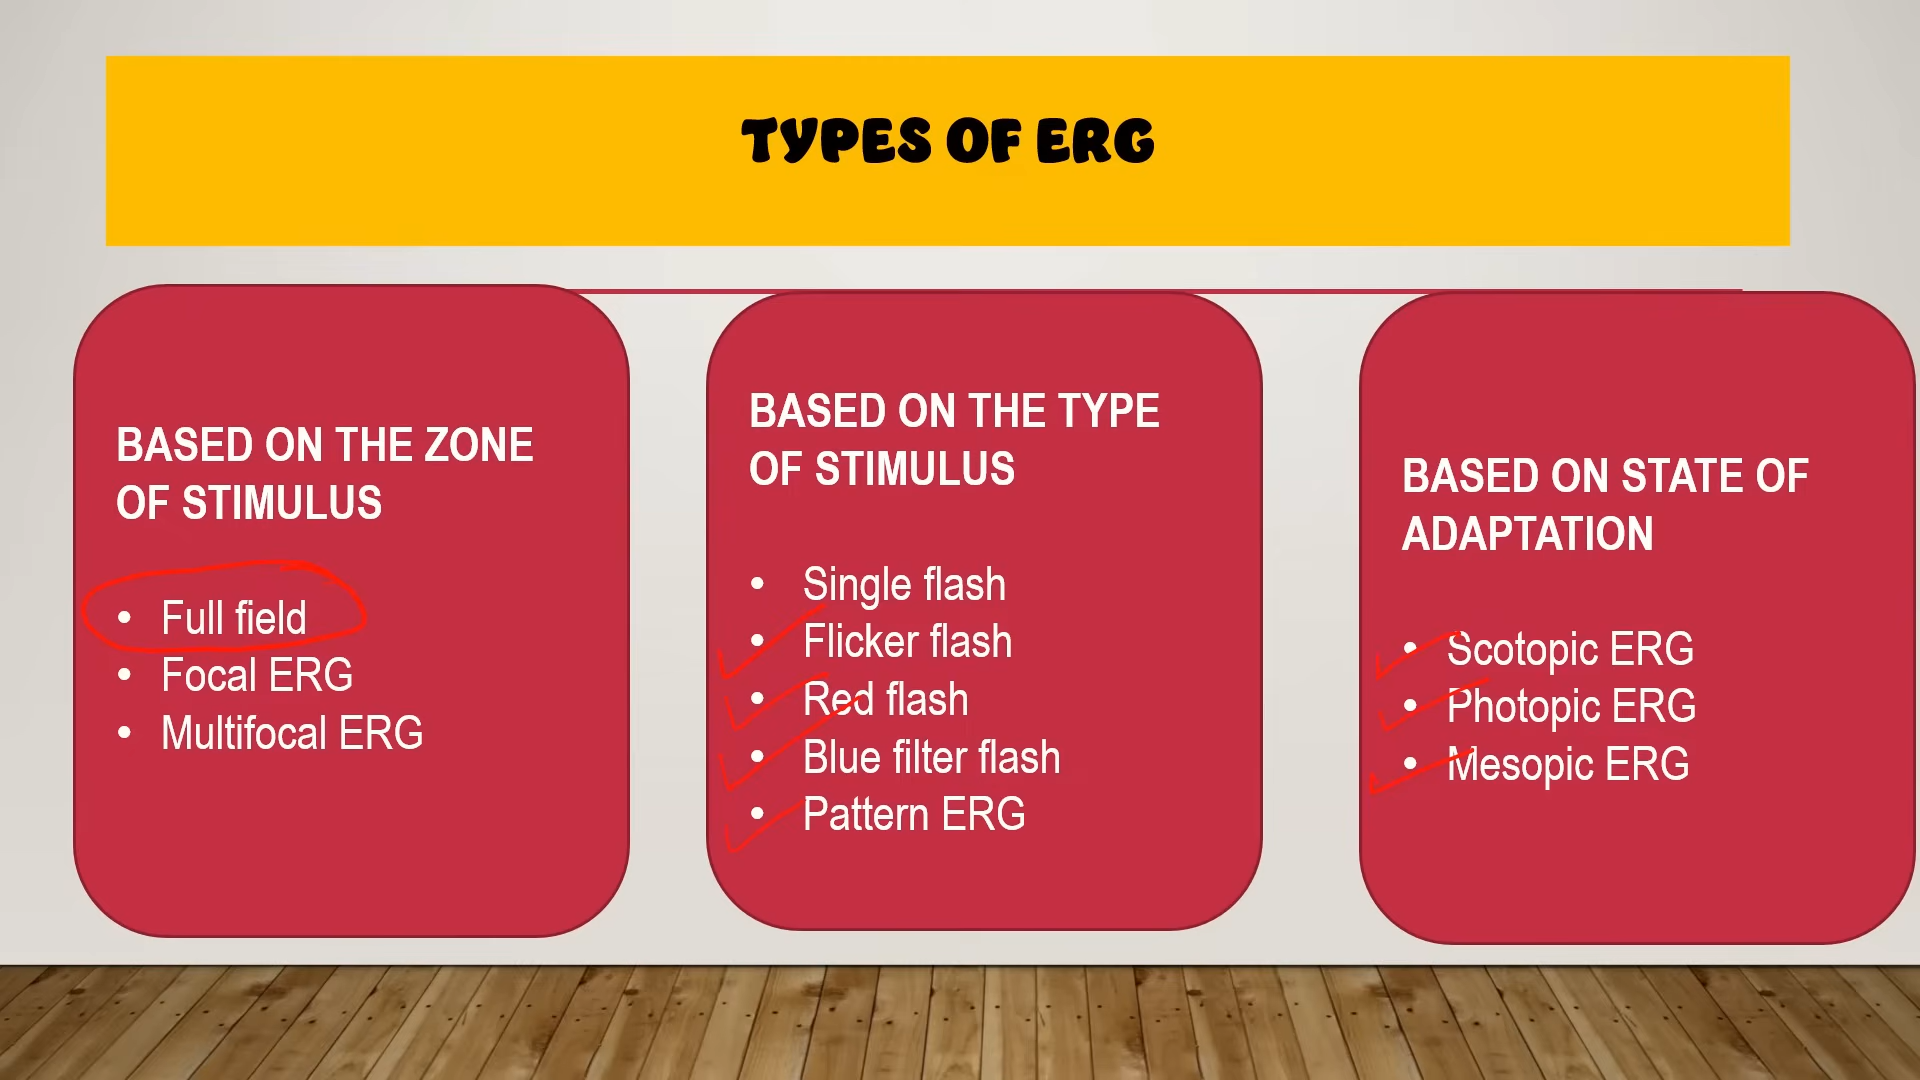 TYPES OF ERG
BASED ON THE ZONE
OF STIMULUS
• Full field
• Focal ERG
• Multifocal ERG
BASED ON THE TYPE
OF STIMULUS
• Single flash
• Flicker flash
• Red flash
• Blue filter flash
• Pattern ERG
BASED ON STATE OF
ADAPTATION
• Scotopic ERG
• Photopic ERG
• Mesopic ERG